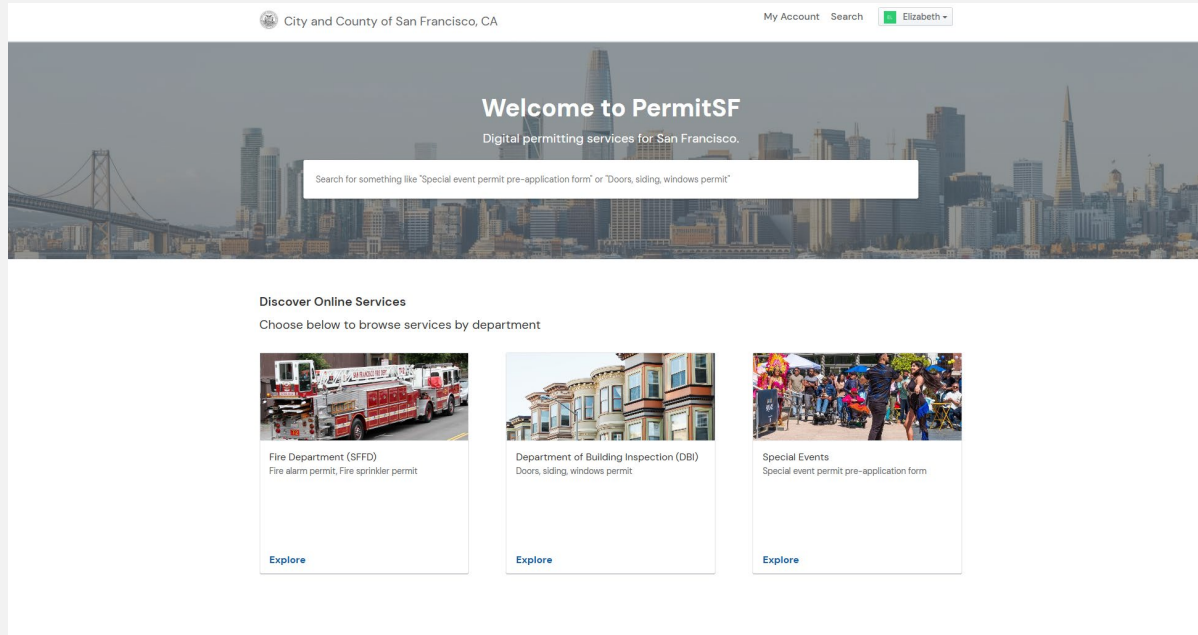 City and County of San Francisco, CA
My Account Search Elizabeth
Welcome to PermitSF
Digital permitting services for San Francisco.
Search for something like "Special event permit pre-application form" or "Doors, siding, windows permit"
Discover Online Services
Choose below to browse services by department
Fire Department (SFFD)
Fire alarm permit, Fire sprinkler permit
Explore
Department of Building Inspection (DBI)
Doors, siding, windows permit
Explore
Special Events
Special event permit pre-application form
Explore